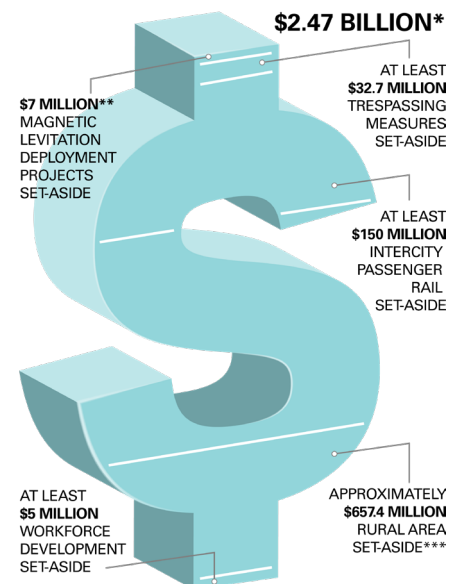 $2.47 BILLION*
$7 MILLION**
MAGNETIC
LEVITATION
DEPLOYMENT
PROJECTS
SET-ASIDE
AT LEAST
$32.7 MILLION
TRESPASSING
MEASURES
SET-ASIDE
AT LEAST
$150 MILLION
INTERCITY
PASSENGER
RAIL
SET-ASIDE
AT LEAST
$5 MILLION
WORKFORCE
DEVELOPMENT
SET-ASIDE
APPROXIMATELY
$657.4 MILLION
RURAL AREA
SET-ASIDE***